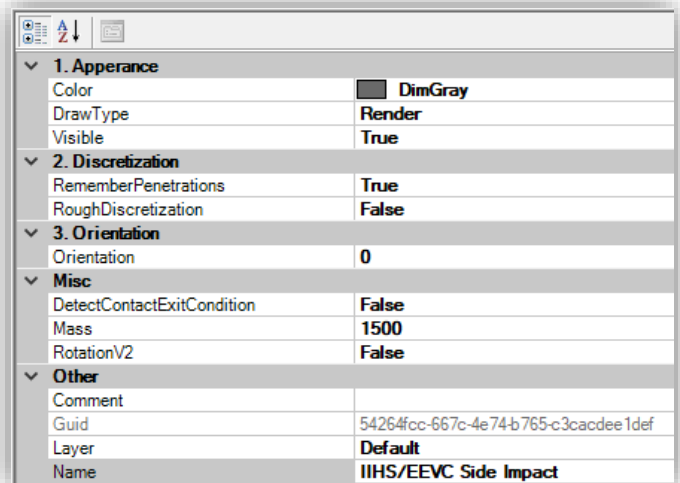 1. Apperance
Color DimGray
DrawType Render
Visible True
2. Discretization
RememberPenetrations True
RoughDiscretization False
3. Orientation
Orientation 0
Misc
DetectContactExitCondition False
Mass 1500
RotationV2 False
Other
Comment
Guid 54264fcc-667c-4e74-b765-c3cacdee1def
Layer Default
Name IIHS/EEVC Side Impact